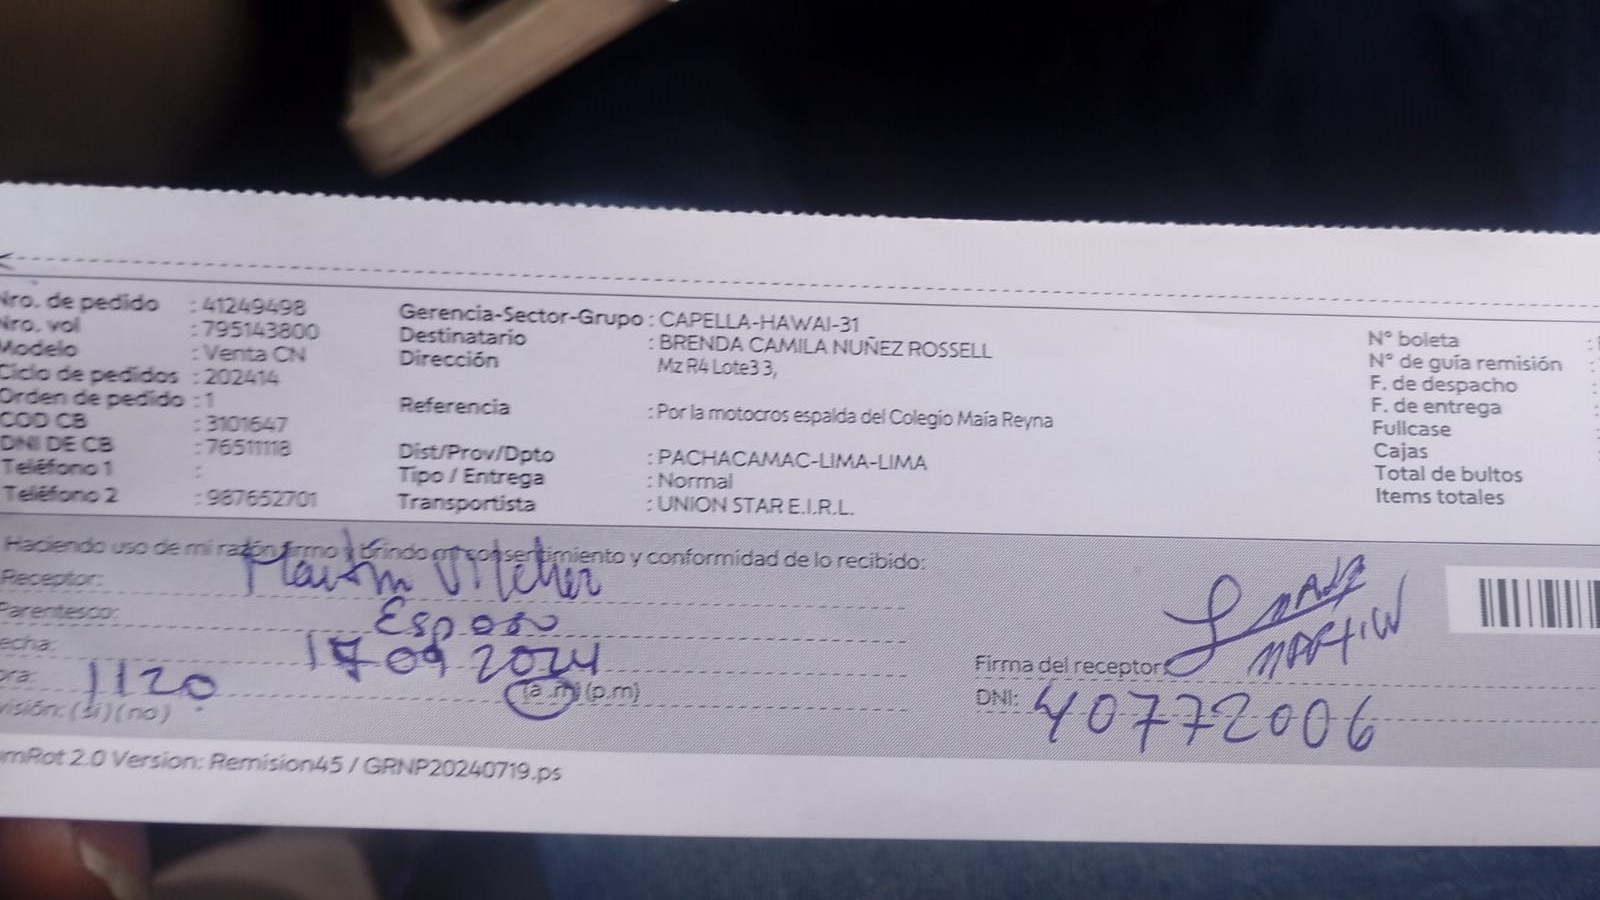 Nro. de pedido : 41249498
Nro. vol : 795143800
Modelo : Venta CN
Ciclo de pedidos : 202414
Orden de pedido : 1
COD CB : 3101647
DNI DE CB : 76511118
Teléfono 1 :
Teléfono 2 : 987652701
Gerencia-Sector-Grupo : CAPELLA-HAWAI-31
Destinatario : BRENDA CAMILA NUÑEZ ROSSELL
Dirección Mz R4 Lote3 3,
Referencia : Por la motocros espalda del Colegio Maía Reyna
Dist/Prov/Dpto : PACHACAMAC-LIMA-LIMA
Tipo / Entrega : Normal
Transportista : UNION STAR E.I.R.L.
N° boleta :
N° de guía remisión :
F. de despacho :
F. de entrega :
Fullcase :
Cajas
Total de bultos
Items totales
Haciendo uso de mi razón firmo y brindo mi consentimiento y conformidad de lo recibido:
Receptor: Vilcher
Parentesco: Esposo
echa: 17 09 2024
ora: 1120 (a.m) (p.m)
visión: (si) (no)
Firma del receptor: MARTIN
DNI: 40772006
omRot 2.0 Version: Remision45 / GRNP20240719.ps